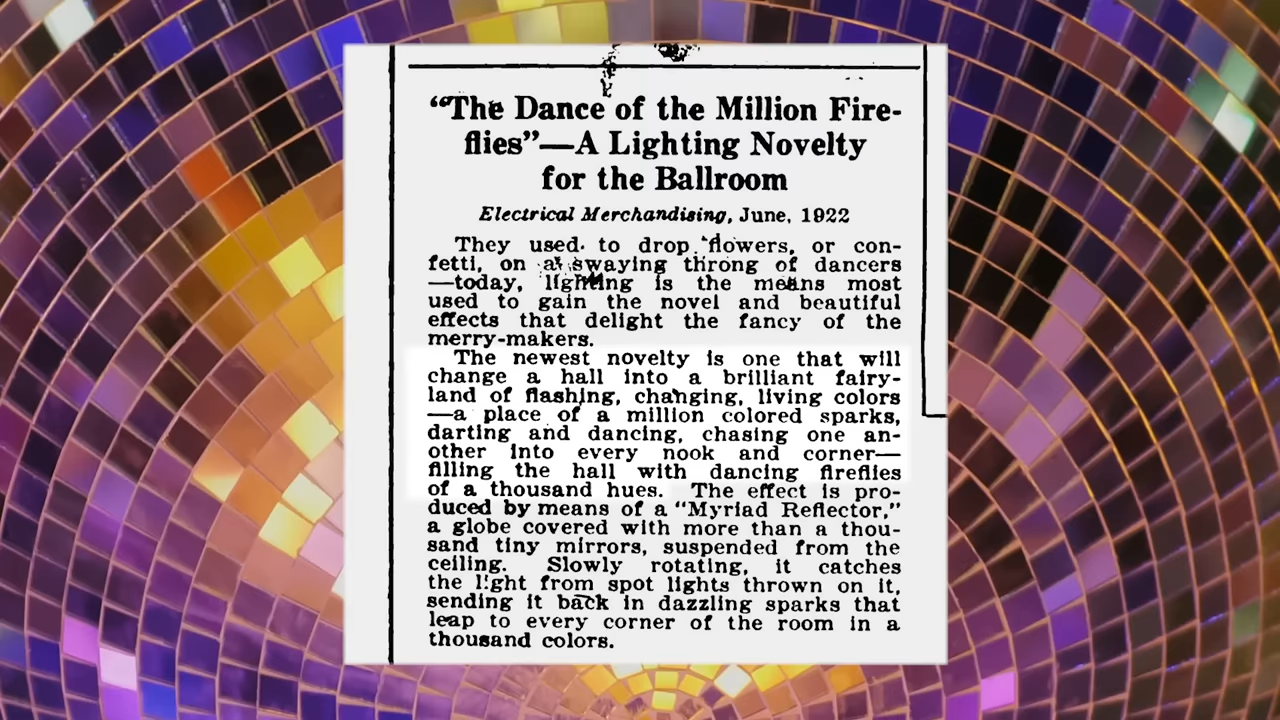 “The Dance of the Million Fire-
flies”—A Lighting Novelty
for the Ballroom
Electrical Merchandising, June, 1922
They used to drop flowers, or con-
fetti, on a swaying throng of dancers
—today, lighting is the means most
used to gain the novel and beautiful
effects that delight the fancy of the
merry-makers.
The newest novelty is one that will
change a hall into a brilliant fairy-
land of flashing, changing, living colors
—a place of a million colored sparks,
darting and dancing, chasing one an-
other into every nook and corner—
filling the hall with dancing fireflies
of a thousand hues. The effect is pro-
duced by means of a “Myriad Reflector,”
a globe covered with more than a thou-
sand tiny mirrors, suspended from the
ceiling. Slowly rotating, it catches
the light from spot lights thrown on it,
sending it back in dazzling sparks that
leap to every corner of the room in a
thousand colors.